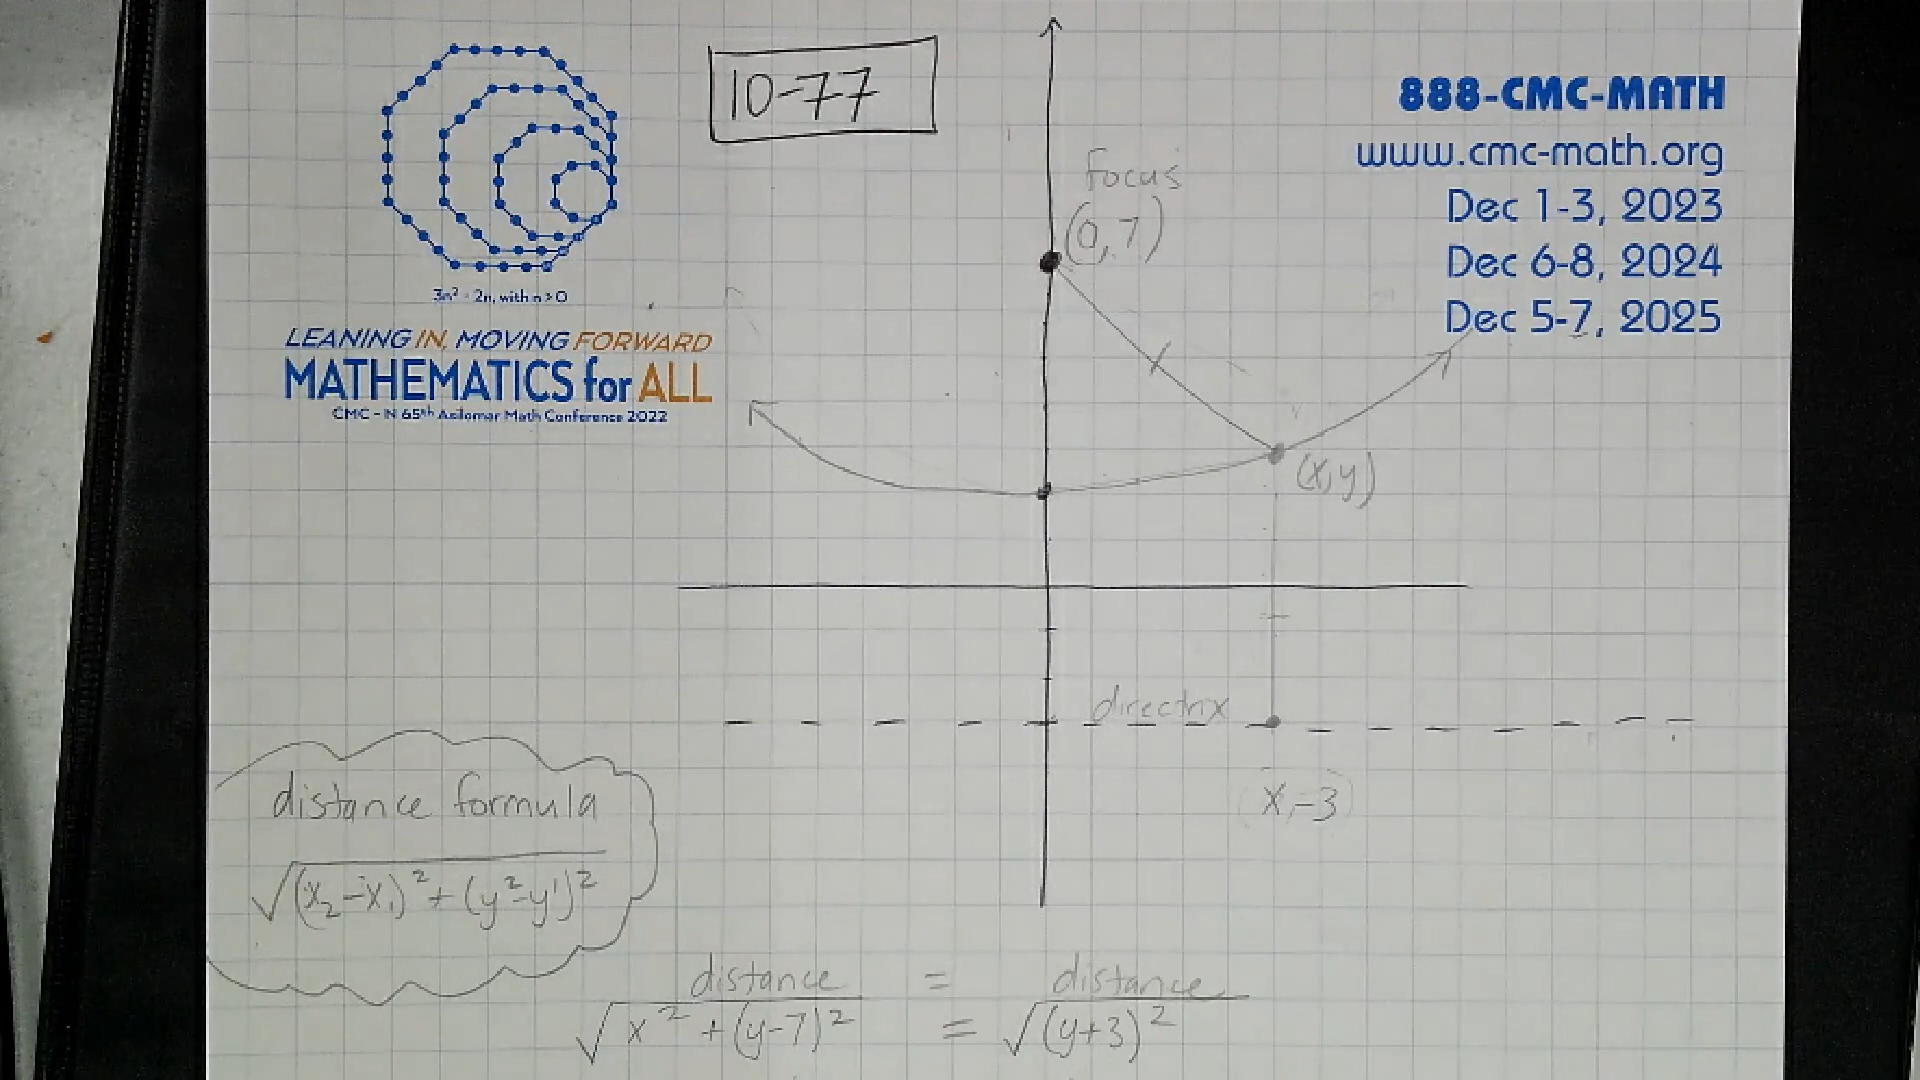 10-77
888-CMC-MATH
www.cmc-math.org
Dec 1-3, 2023
Dec 6-8, 2024
Dec 5-7, 2025
3n² - 2n, with n > 0
LEANING IN, MOVING FORWARD
MATHEMATICS for ALL
CMC - N 65th Asilomar Math Conference 2022
focus
(0,7)
(x,y)
directrix
(x,-3)
distance formula
√(x₂-x₁)²+(y²-y¹)²
distance = distance
√x²+(y-7)² = √(y+3)²